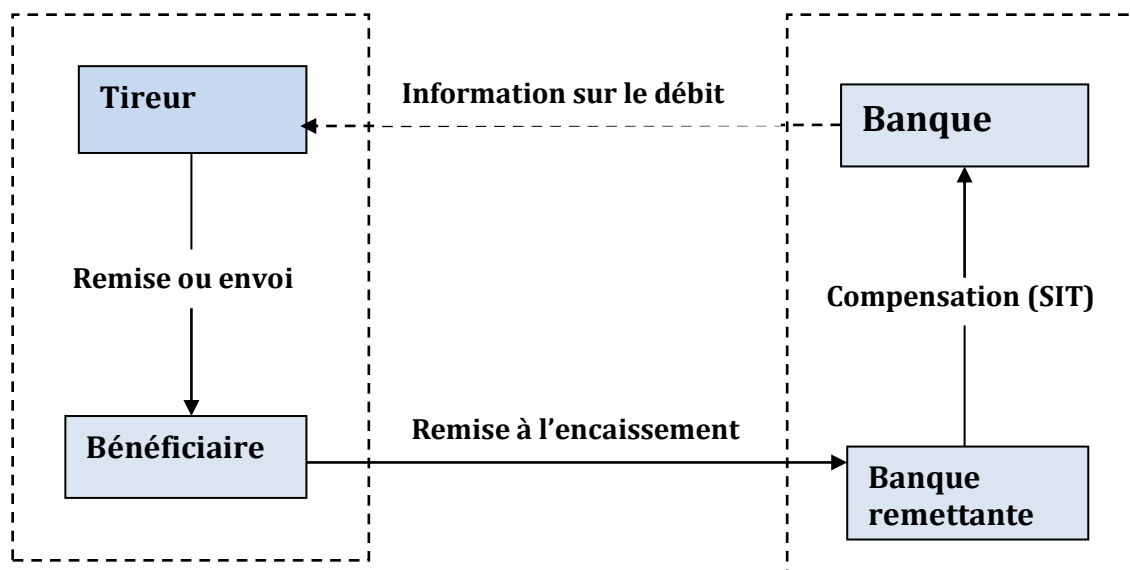 Tireur
Information sur le débit
Banque
Remise ou envoi
Compensation (SIT)
Bénéficiaire
Remise à l’encaissement
Banque
remettante